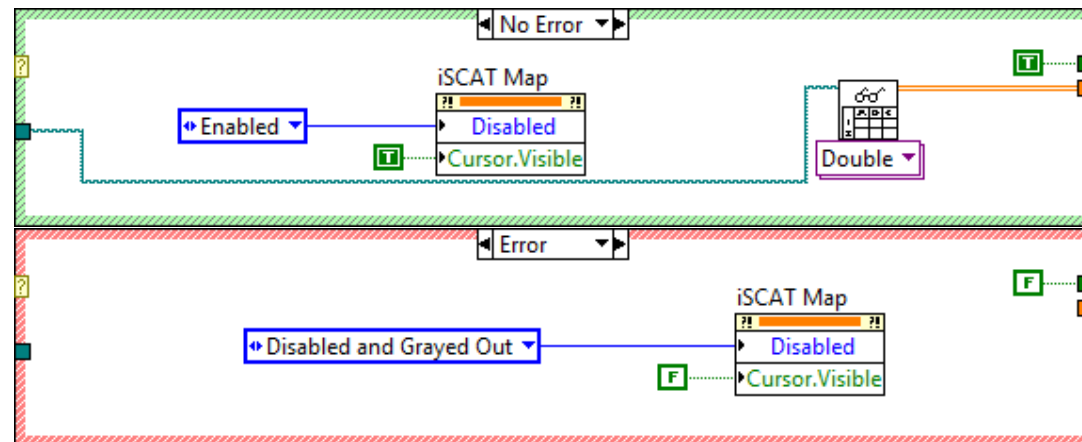 No Error
?
iSCAT Map
?! ?!
Enabled
Disabled
T
Cursor.Visible
T
Double
Error
?
iSCAT Map
?! ?!
Disabled and Grayed Out
Disabled
F
Cursor.Visible
F